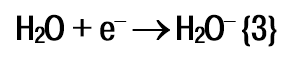 H₂O + e⁻ → H₂O⁻ {3}